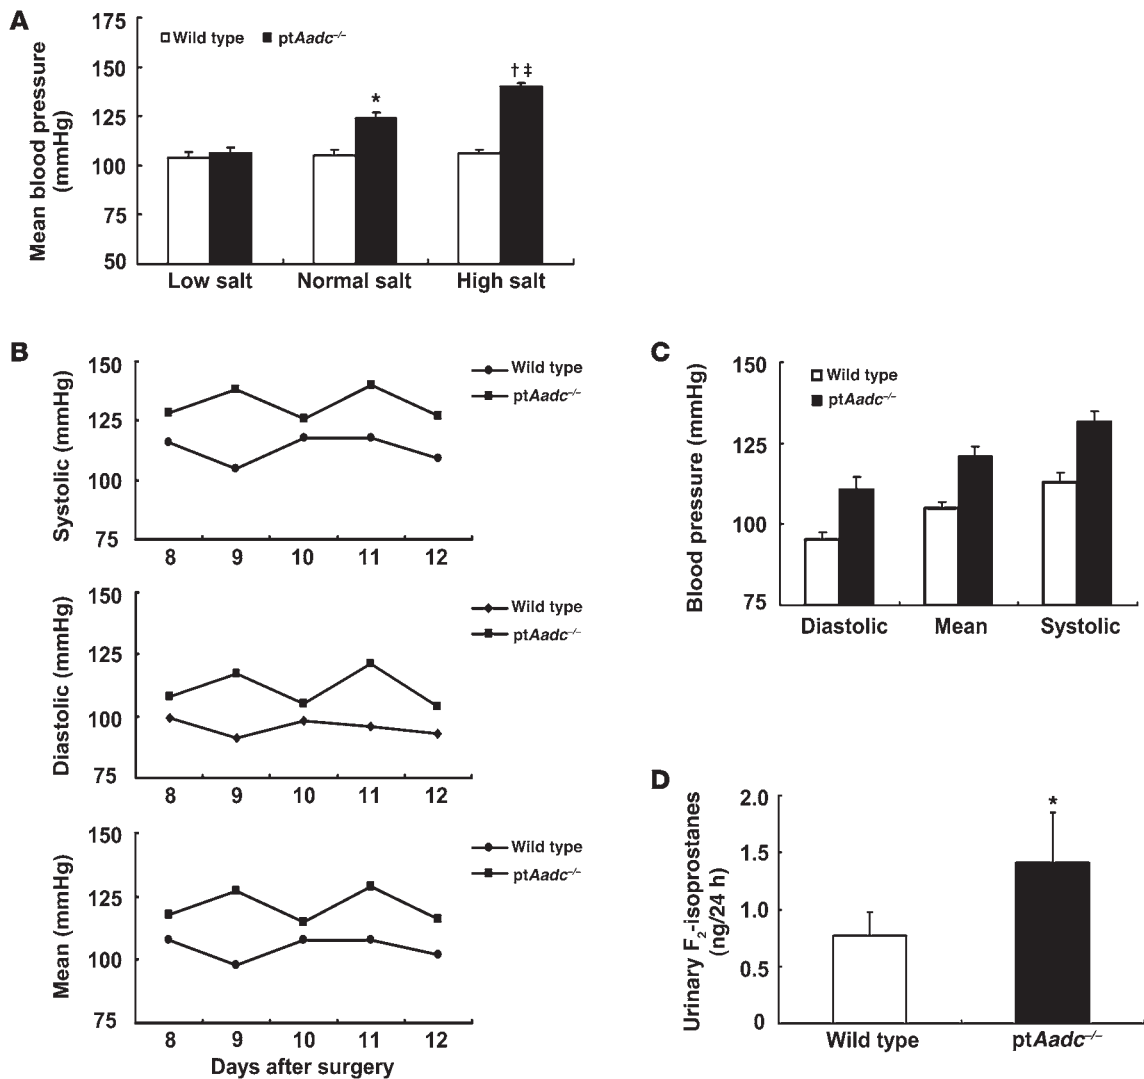 A
175
150
125
100
75
50
Mean blood pressure
(mmHg)
Wild type
ptAadc–/–
*
† ‡
Low salt
Normal salt
High salt
B
150
125
100
75
Systolic (mmHg)
Wild type
ptAadc–/–
8 9 10 11 12
150
125
100
75
Diastolic (mmHg)
Wild type
ptAadc–/–
8 9 10 11 12
150
125
100
75
Mean (mmHg)
Wild type
ptAadc–/–
8 9 10 11 12
Days after surgery
C
150
125
100
75
Blood pressure (mmHg)
Wild type
ptAadc–/–
Diastolic
Mean
Systolic
D
2.0
1.5
1.0
0.5
0
Urinary F2-isoprostanes
(ng/24 h)
*
Wild type
ptAadc–/–